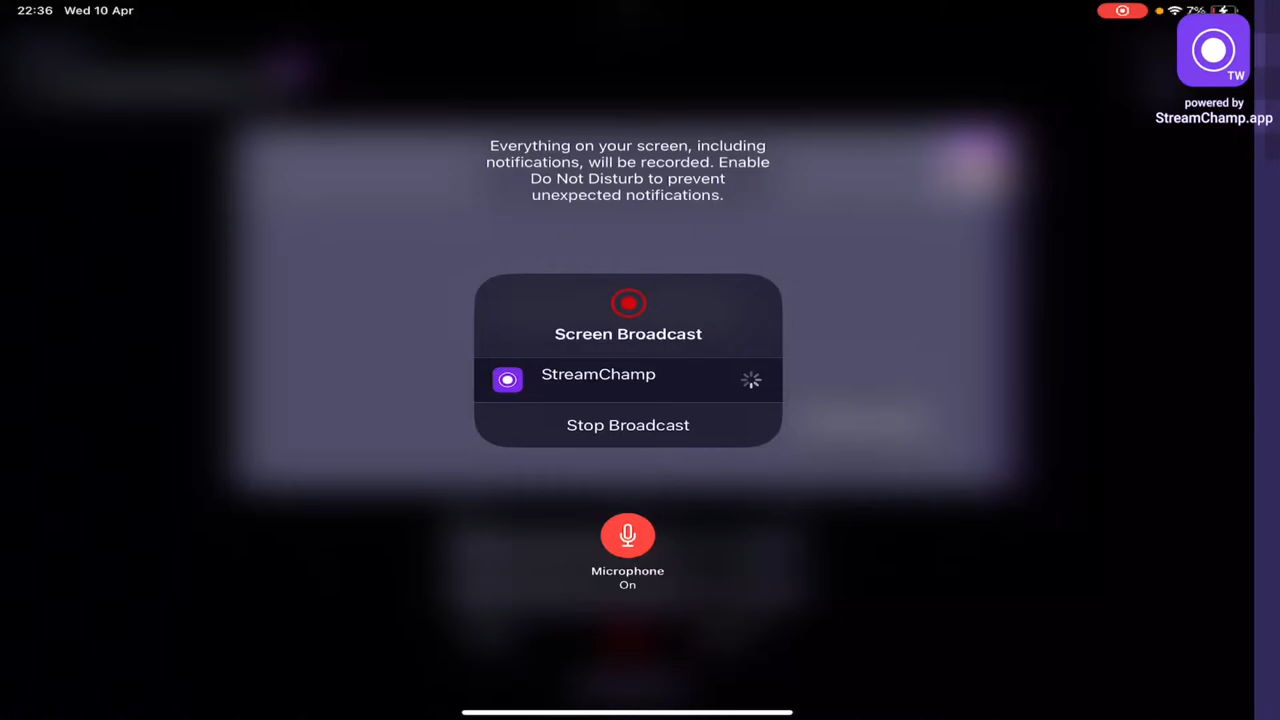 22:36 Wed 10 Apr
7%
TW
powered by
StreamChamp.app
Everything on your screen, including
notifications, will be recorded. Enable
Do Not Disturb to prevent
unexpected notifications.
Screen Broadcast
StreamChamp
Stop Broadcast
Microphone
On